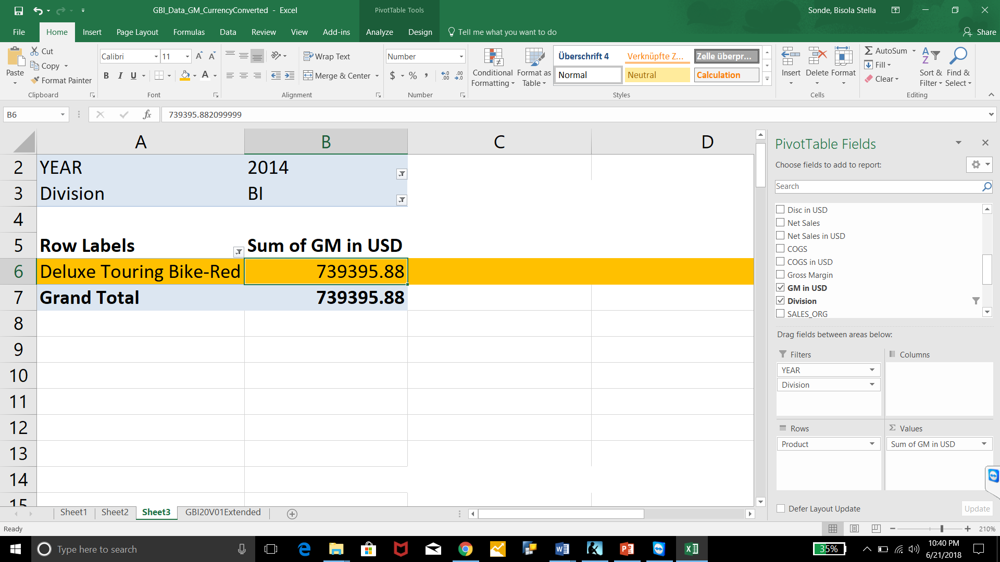 GBI_Data_GM_CurrencyConverted - Excel
PivotTable Tools
Sonde, Bisola Stella
File Home Insert Page Layout Formulas Data Review View Add-ins Analyze Design Tell me what you want to do Share
Paste
Cut
Copy
Format Painter
Clipboard
Calibri 11
B I U A
Font
Wrap Text
Merge & Center
Alignment
Number
$ % ,
Number
Conditional Formatting
Format as Table
Überschrift 4 Verknüpfte Z... Zelle überpr...
Normal Neutral Calculation
Styles
Insert Delete Format
Cells
AutoSum
Fill
Clear
Sort & Filter
Find & Select
Editing
B6 fx 739395.882099999
A B C D
2 YEAR 2014
3 Division BI
4
5 Row Labels Sum of GM in USD
6 Deluxe Touring Bike-Red 739395.88
7 Grand Total 739395.88
8
9
10
11
12
13
14
15
PivotTable Fields
Choose fields to add to report:
Search
Disc in USD
Net Sales
Net Sales in USD
COGS
COGS in USD
Gross Margin
GM in USD
Division
SALES_ORG
Drag fields between areas below:
Filters Columns
YEAR
Division
Rows Values
Product Sum of GM in USD
Defer Layout Update Update
Sheet1 Sheet2 Sheet3 GBI20V01Extended
Ready 210%
Type here to search
35%
10:40 PM
6/21/2018